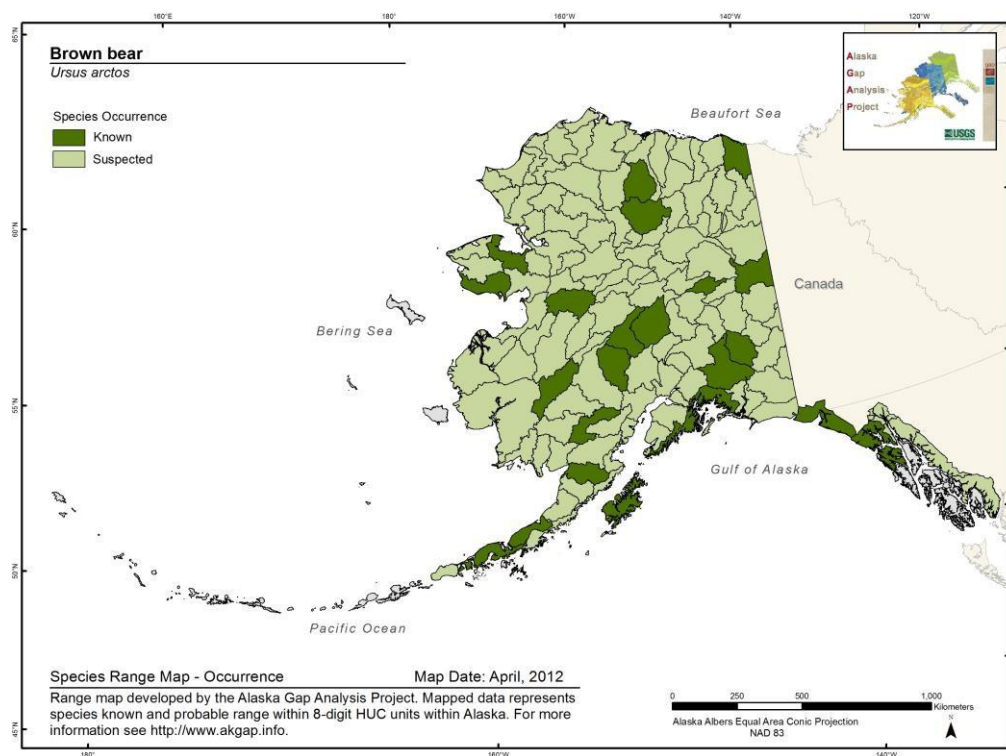 160°E
180°
160°W
140°W
120°W
65°N
Brown bear
Ursus arctos
Species Occurrence
Known
Suspected
Beaufort Sea
Alaska
Gap
Analysis
Project
USGS
60°N
Canada
Bering Sea
55°N
Gulf of Alaska
50°N
Pacific Ocean
Species Range Map - Occurrence
Map Date: April, 2012
Range map developed by the Alaska Gap Analysis Project. Mapped data represents
species known and probable range within 8-digit HUC units within Alaska. For more
information see http://www.akgap.info.
0 250 500 1,000
Kilometers
Alaska Albers Equal Area Conic Projection
NAD 83
N
45°N
180°
160°W
140°W